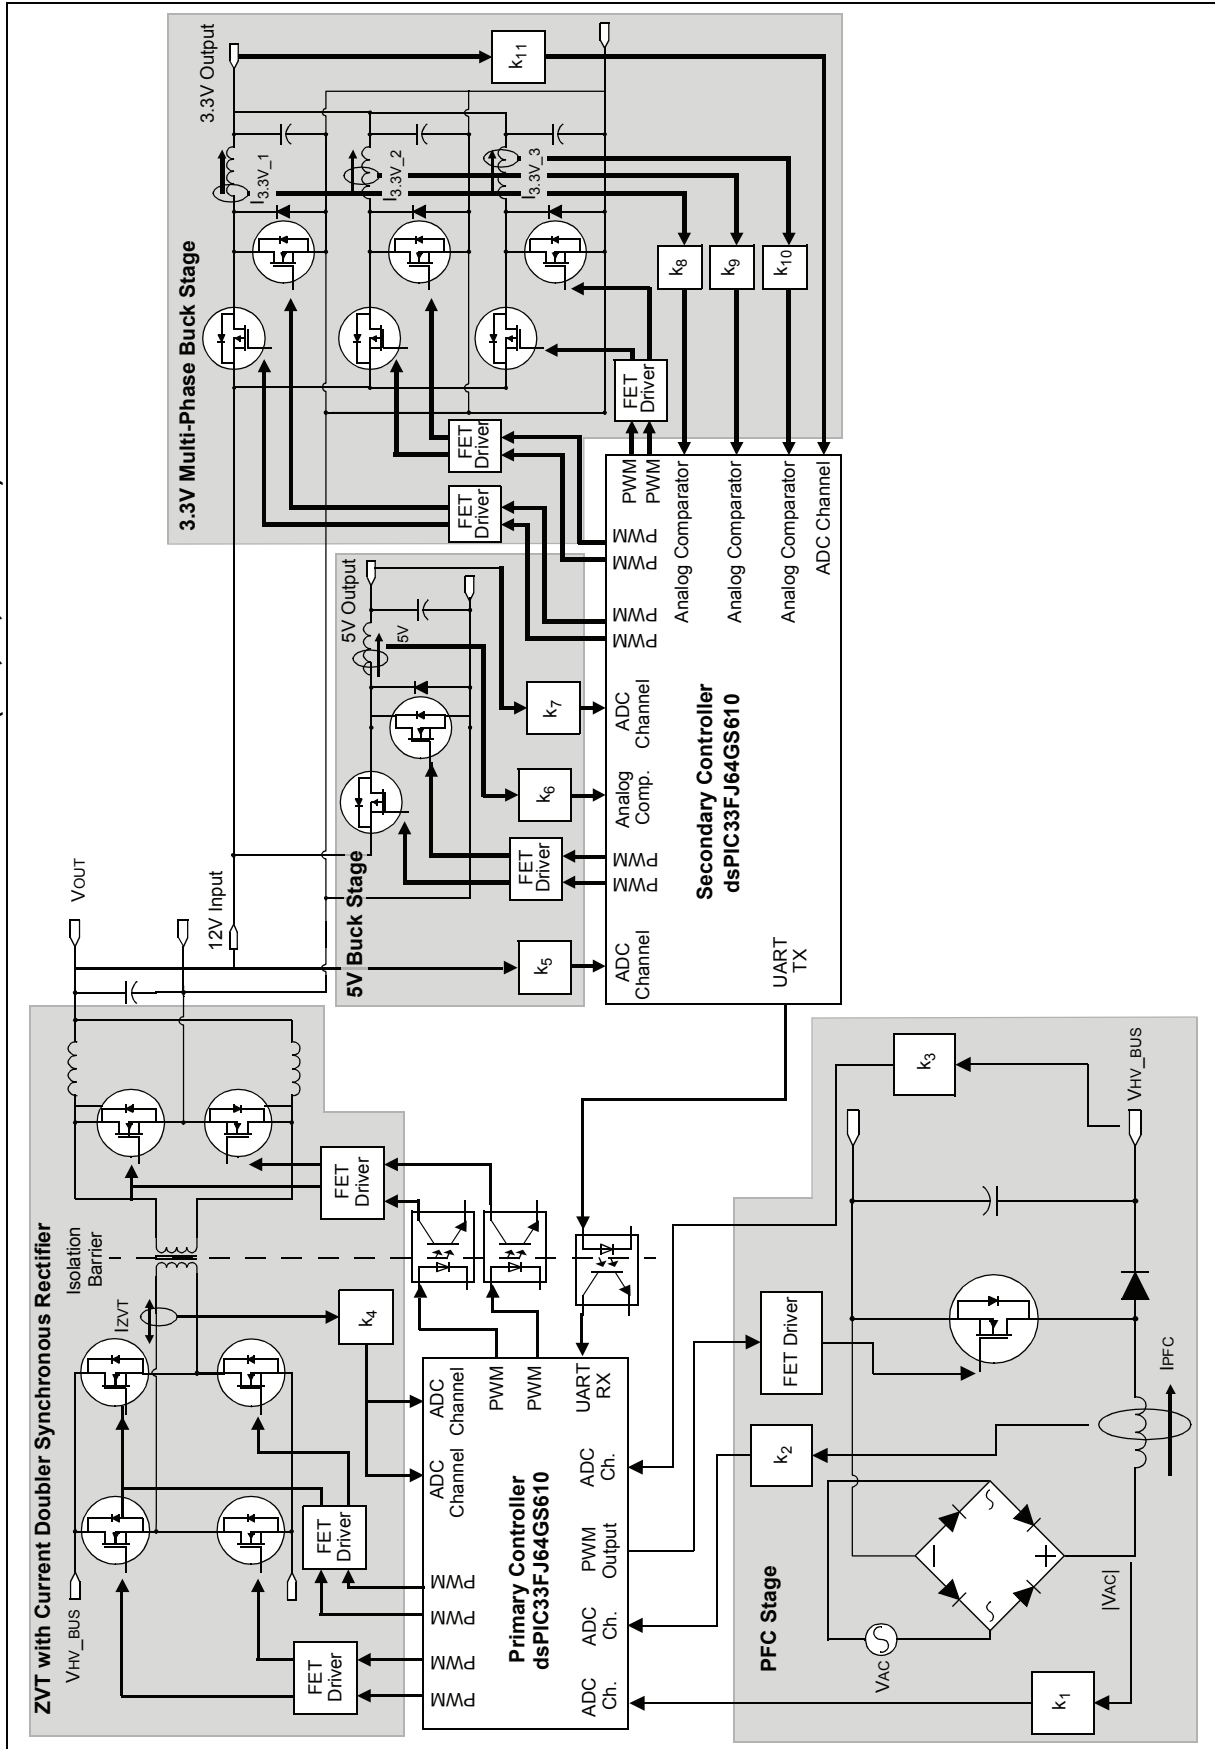 ZVT with Current Doubler Synchronous Rectifier
VHV_BUS
IZVT
Isolation
Barrier
k4
FET
Driver
FET
Driver
FET
Driver
VOUT
12V Input
PWM
PWM
PWM
PWM
ADC
Channel
ADC
Channel
PWM
PWM
UART
RX
Primary Controller
dsPIC33FJ64GS610
ADC
Ch.
ADC
Ch.
PWM
Output
ADC
Ch.
PFC Stage
VAC
|VAC|
k1
k2
IPFC
FET Driver
k3
VHV_BUS
5V Buck Stage
5V Output
5V
k5
FET
Driver
k6
k7
3.3V Multi-Phase Buck Stage
3.3V Output
I3.3V_1
I3.3V_2
I3.3V_3
FET
Driver
FET
Driver
FET
Driver
k8
k9
k10
k11
ADC
Channel
PWM
PWM
Analog
Comp.
ADC
Channel
PWM
PWM
PWM
PWM
PWM
PWM
Analog Comparator
Analog Comparator
Analog Comparator
ADC Channel
Secondary Controller
dsPIC33FJ64GS610
UART
TX